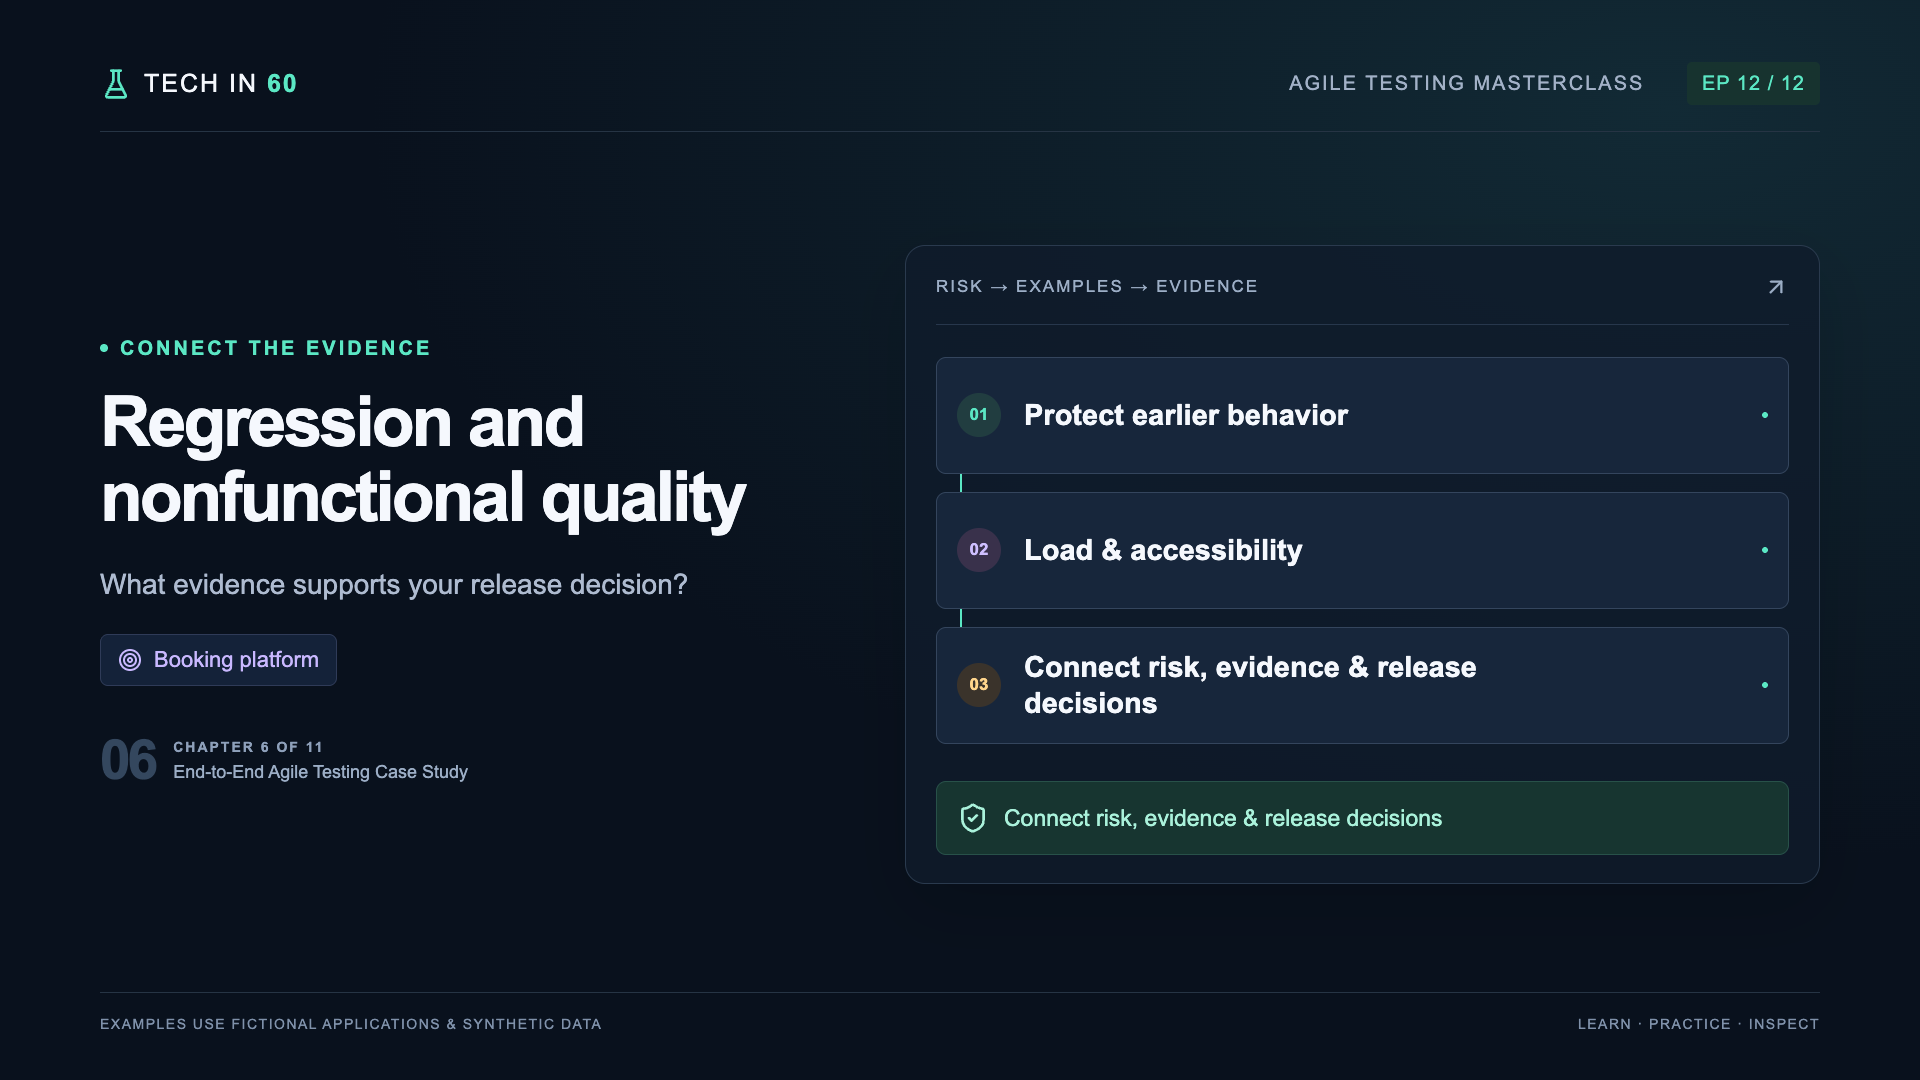 TECH IN 60
AGILE TESTING MASTERCLASS
EP 12 / 12
• CONNECT THE EVIDENCE
Regression and
nonfunctional quality
What evidence supports your release decision?
Booking platform
06
CHAPTER 6 OF 11
End-to-End Agile Testing Case Study
RISK → EXAMPLES → EVIDENCE
01
Protect earlier behavior
02
Load & accessibility
03
Connect risk, evidence & release
decisions
Connect risk, evidence & release decisions
EXAMPLES USE FICTIONAL APPLICATIONS & SYNTHETIC DATA
LEARN · PRACTICE · INSPECT